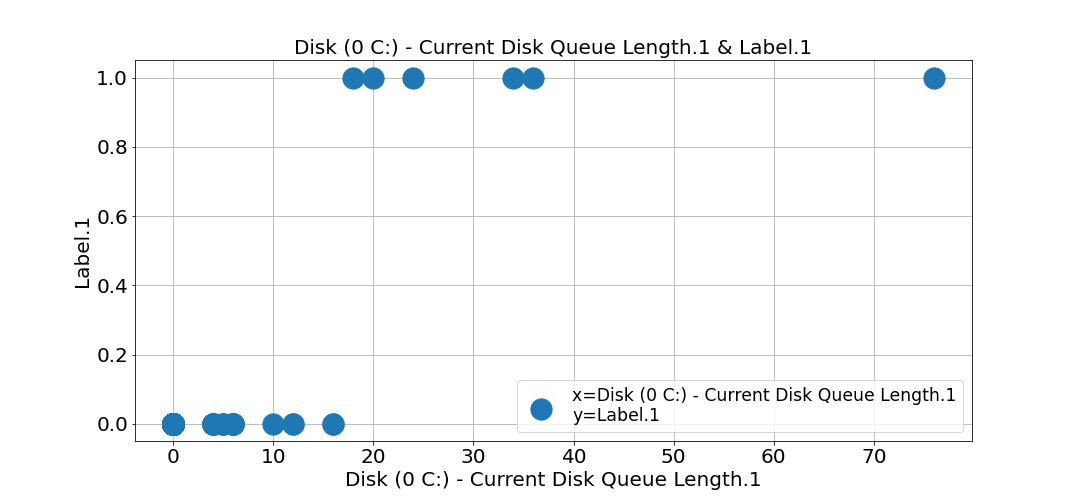 Disk (0 C:) - Current Disk Queue Length.1 & Label.1
1.0
0.8
0.6
0.4
0.2
0.0
Label.1
x=Disk (0 C:) - Current Disk Queue Length.1
y=Label.1
0 10 20 30 40 50 60 70
Disk (0 C:) - Current Disk Queue Length.1